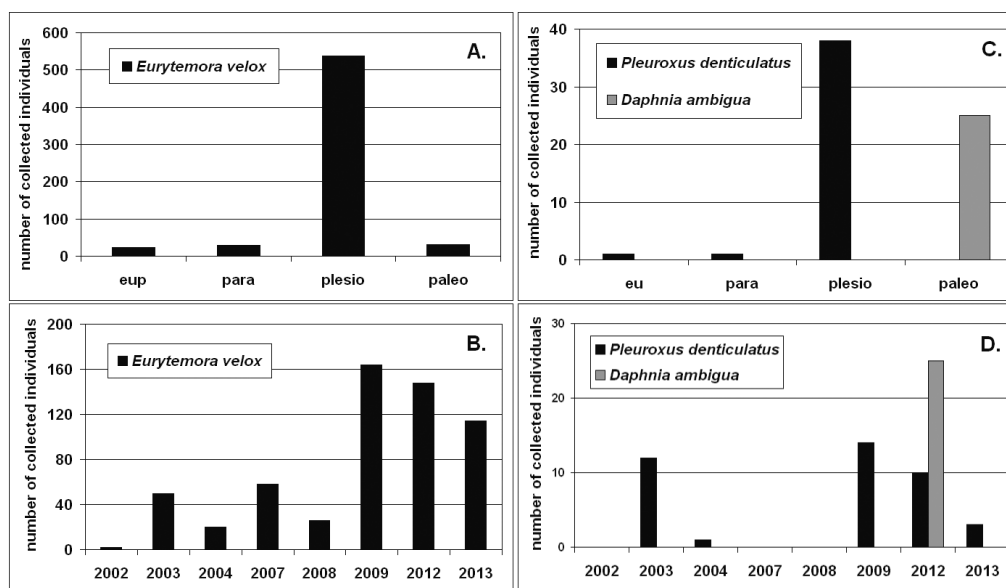 A.
Eurytemora velox
number of collected individuals
600
500
400
300
200
100
0
eup para plesio paleo
C.
Pleuroxus denticulatus
Daphnia ambigua
number of collected individuals
40
30
20
10
0
eu para plesio paleo
B.
Eurytemora velox
number of collected individuals
200
160
120
80
40
0
2002 2003 2004 2007 2008 2009 2012 2013
D.
Pleuroxus denticulatus
Daphnia ambigua
number of collected individuals
30
20
10
0
2002 2003 2004 2007 2008 2009 2012 2013